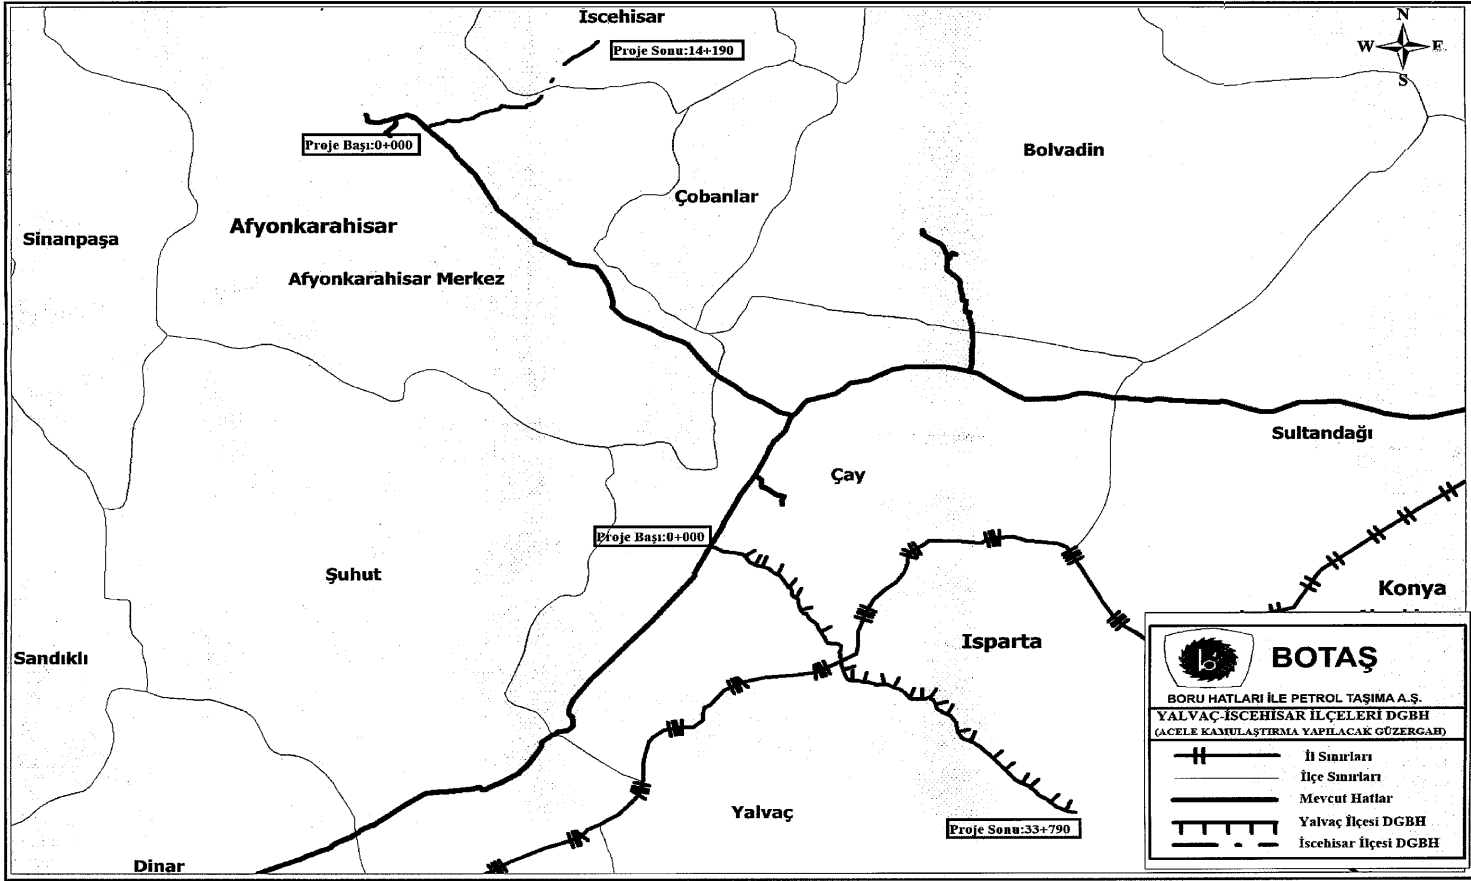 İscehisar
Proje Sonu:14+190
N
W
E
S
Proje Başı:0+000
Bolvadin
Çobanlar
Afyonkarahisar
Sinanpaşa
Afyonkarahisar Merkez
Sultandağı
Çay
Proje Başı:0+000
Şuhut
Konya
Isparta
Sandıklı
BOTAŞ
BORU HATLARI İLE PETROL TAŞIMA A.Ş.
YALVAÇ-İSCEHİSAR İLÇELERİ DGBH
(ACELE KAMULAŞTIRMA YAPILACAK GÜZERGAH)
İl Sınırları
İlçe Sınırları
Mevcut Hatlar
Yalvaç İlçesi DGBH
İscehisar İlçesi DGBH
Yalvaç
Proje Sonu:33+790
Dinar